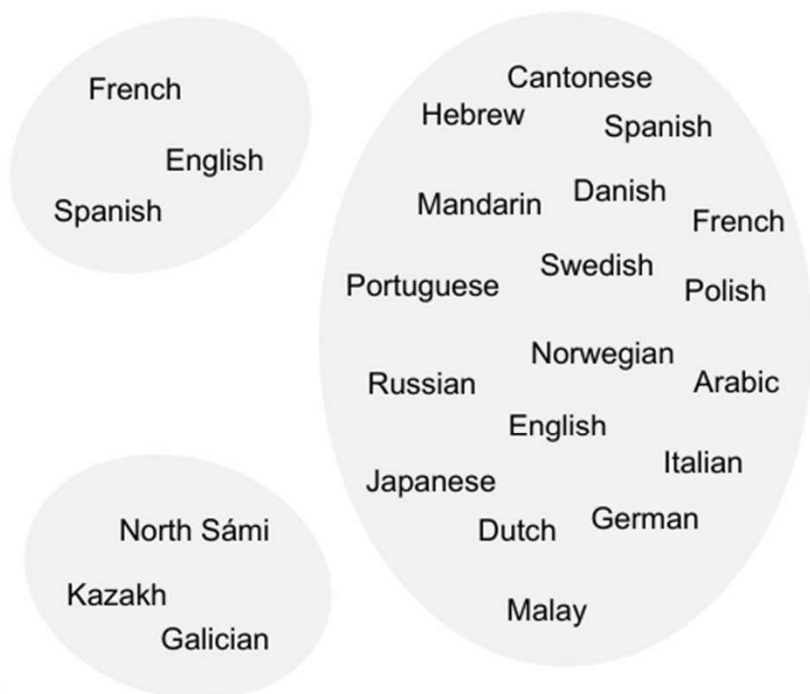 French
English
Spanish
North Sámi
Kazakh
Galician
Cantonese
Hebrew
Spanish
Danish
Mandarin
French
Swedish
Portuguese
Polish
Norwegian
Russian
Arabic
English
Italian
Japanese
German
Dutch
Malay